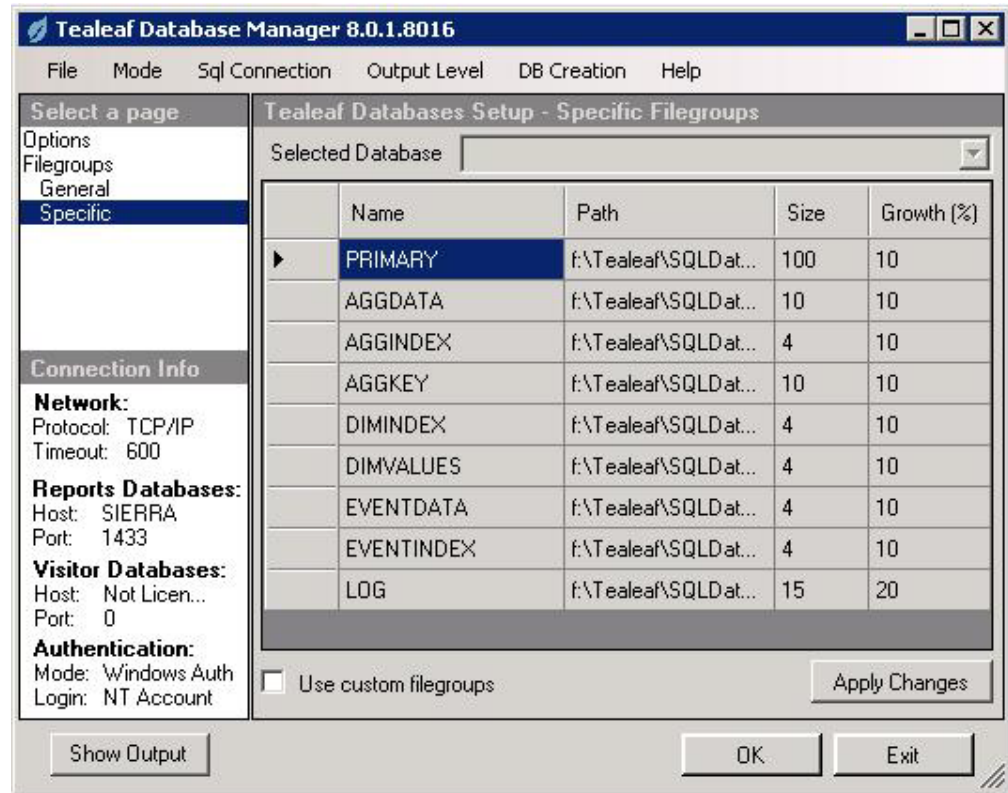 Tealeaf Database Manager 8.0.1.8016
File Mode Sql Connection Output Level DB Creation Help
Select a page
Options
Filegroups
General
Specific
Connection Info
Network:
Protocol: TCP/IP
Timeout: 600
Reports Databases:
Host: SIERRA
Port: 1433
Visitor Databases:
Host: Not Licen...
Port: 0
Authentication:
Mode: Windows Auth
Login: NT Account
Tealeaf Databases Setup - Specific Filegroups
Selected Database
Name Path Size Growth (%)
PRIMARY f:\Tealeaf\SQLDat... 100 10
AGGDATA f:\Tealeaf\SQLDat... 10 10
AGGINDEX f:\Tealeaf\SQLDat... 4 10
AGGKEY f:\Tealeaf\SQLDat... 10 10
DIMINDEX f:\Tealeaf\SQLDat... 4 10
DIMVALUES f:\Tealeaf\SQLDat... 4 10
EVENTDATA f:\Tealeaf\SQLDat... 4 10
EVENTINDEX f:\Tealeaf\SQLDat... 4 10
LOG f:\Tealeaf\SQLDat... 15 20
Use custom filegroups
Apply Changes
Show Output
OK
Exit